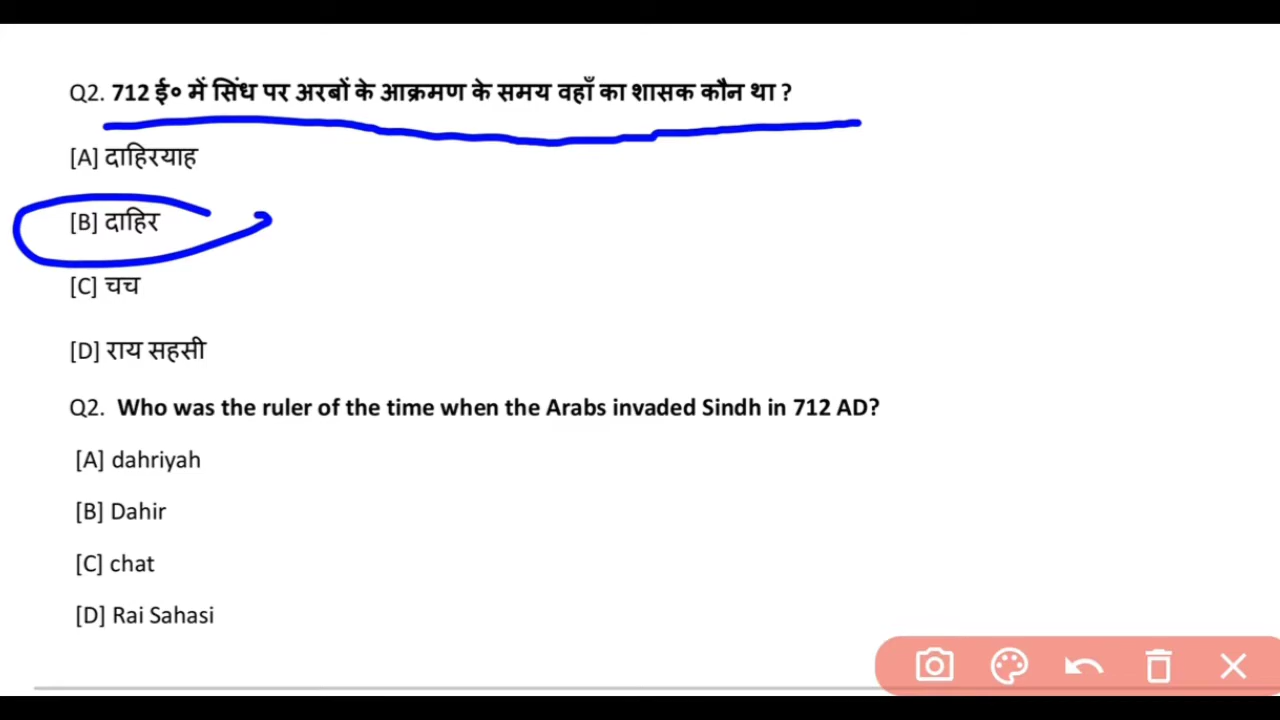 Q2. 712 ई० में सिंध पर अरबों के आक्रमण के समय वहाँ का शासक कौन था ?
[A] दाहिरयाह
[B] दाहिर
[C] चच
[D] राय सहसी
Q2. Who was the ruler of the time when the Arabs invaded Sindh in 712 AD?
[A] dahriyah
[B] Dahir
[C] chat
[D] Rai Sahasi